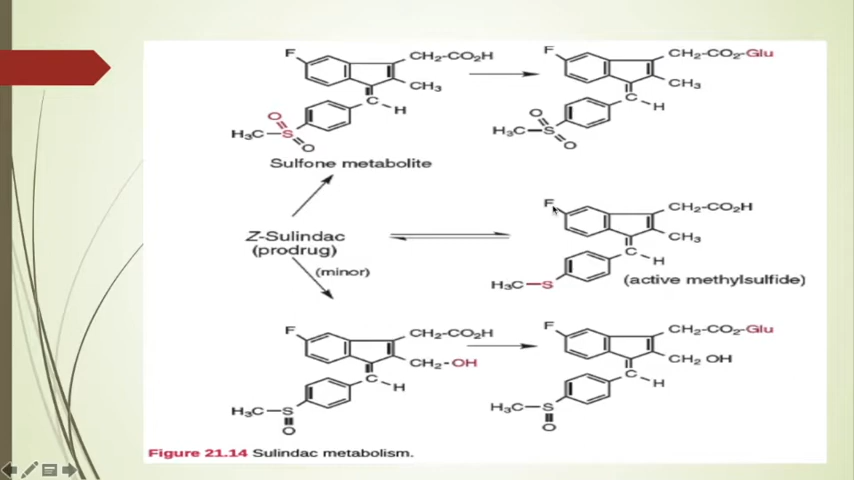 F
CH2-CO2H
CH3
C
H
O
H3C
S
O
Sulfone metabolite
F
CH2-CO2-Glu
CH3
C
H
O
H3C
S
O
Z-Sulindac
(prodrug)
(minor)
F
CH2-CO2H
CH3
C
H
H3C-S
(active methylsulfide)
F
CH2-CO2H
CH2-OH
C
H
H3C
S
O
F
CH2-CO2-Glu
CH2 OH
C
H
H3C
S
O
Figure 21.14 Sulindac metabolism.